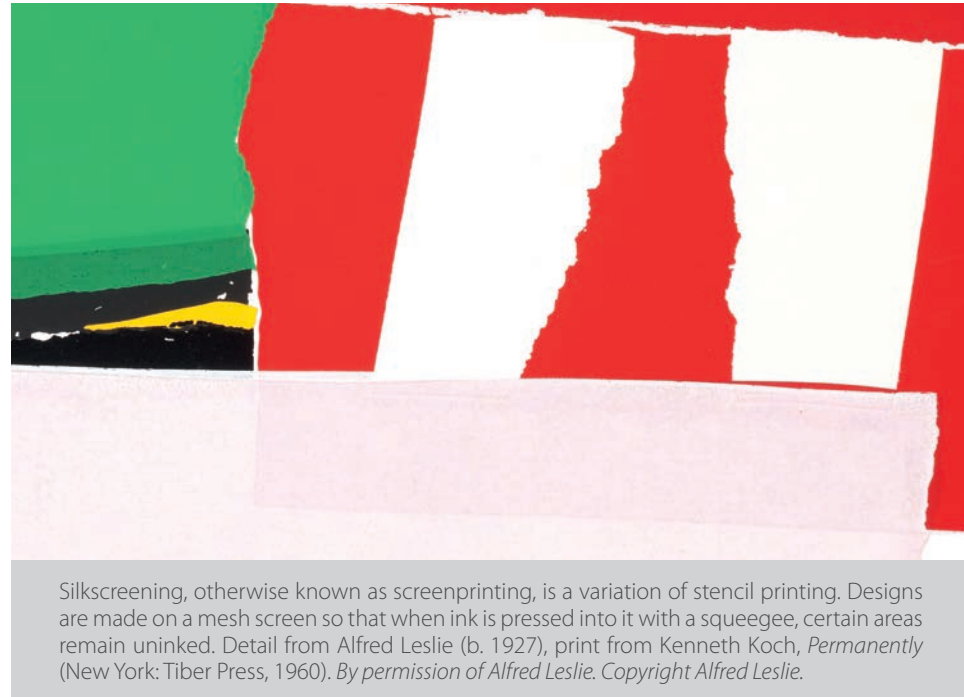 Silkscreening, otherwise known as screenprinting, is a variation of stencil printing. Designs
are made on a mesh screen so that when ink is pressed into it with a squeegee, certain areas
remain uninked. Detail from Alfred Leslie (b. 1927), print from Kenneth Koch, Permanently
(New York: Tiber Press, 1960). By permission of Alfred Leslie. Copyright Alfred Leslie.